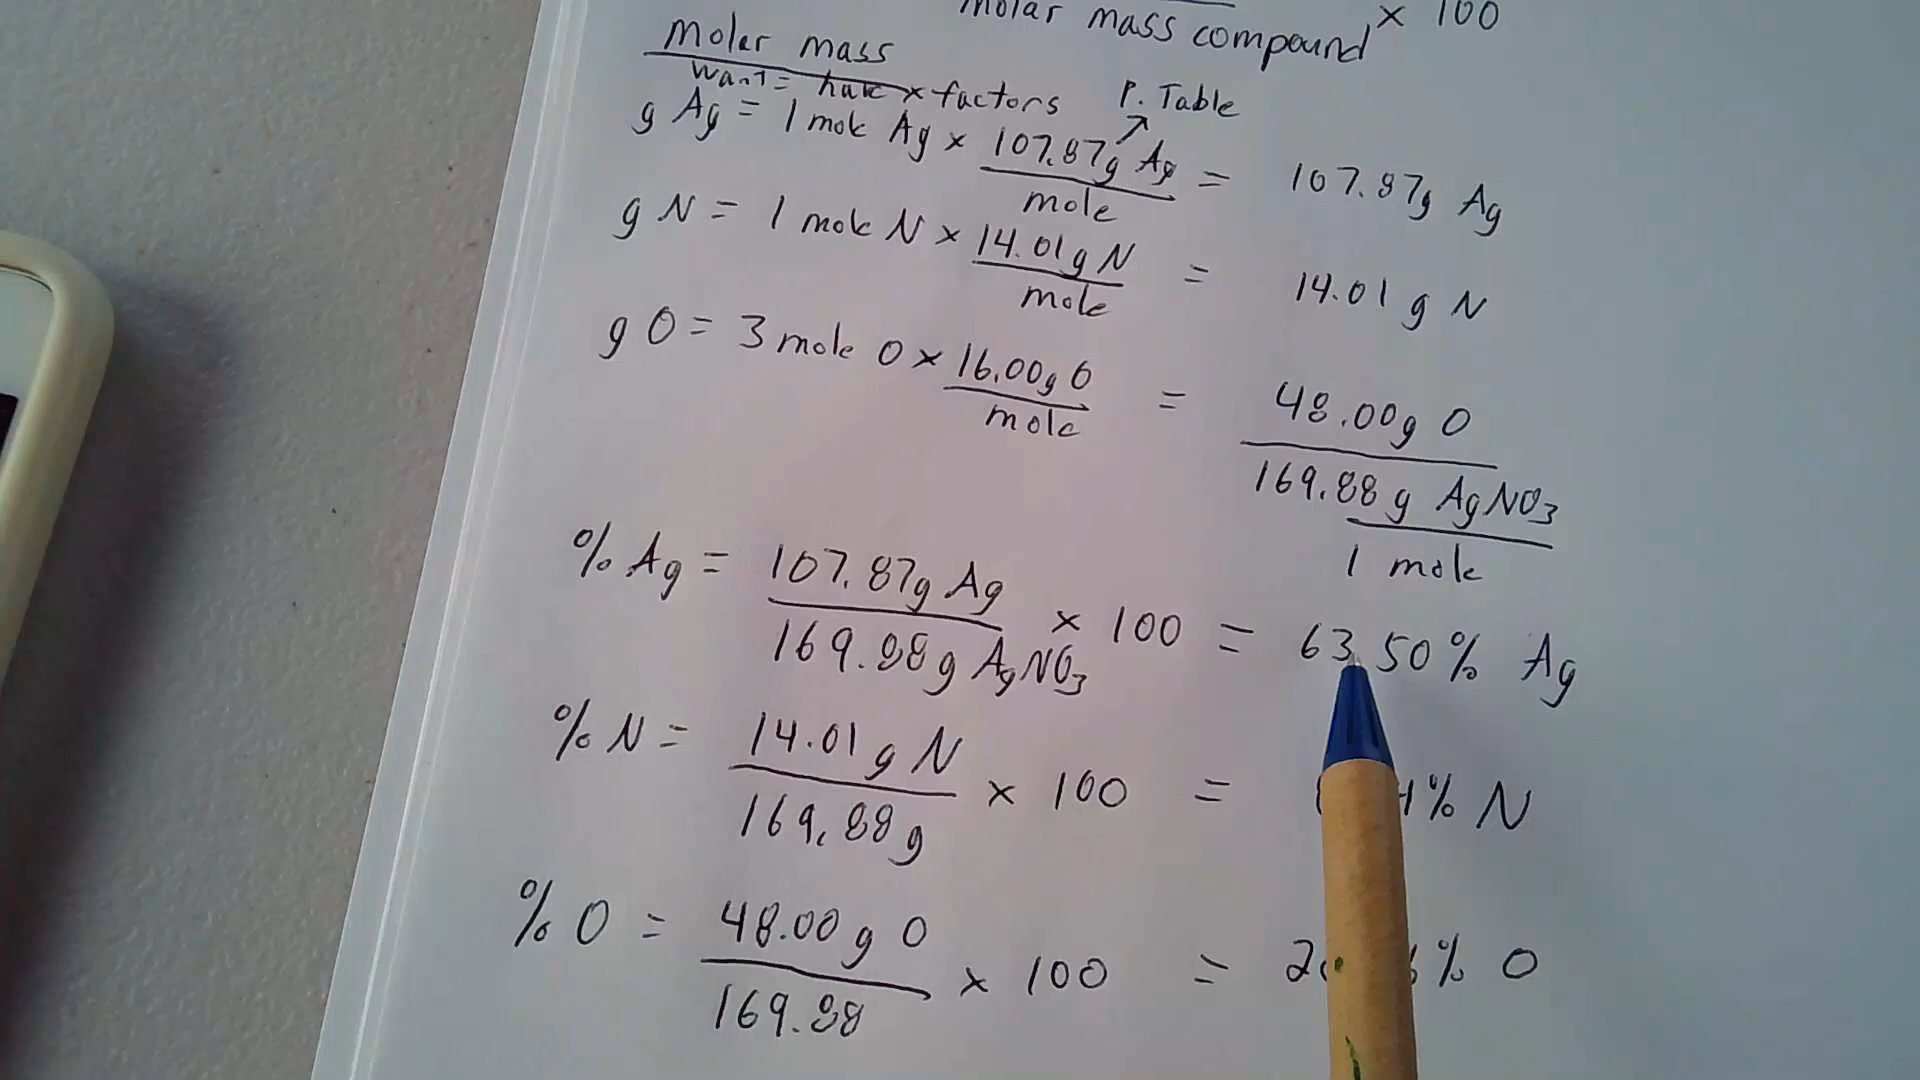 molar mass compound x 100
molar mass
want = have x factors P. Table
g Ag = 1 mole Ag x 107.87g Ag = 107.87g Ag
mole
g N = 1 mole N x 14.01 g N = 14.01 g N
mole
g O = 3 mole O x 16.00g O = 48.00g O
mole
169.88 g AgNO3
1 mole
% Ag = 107.87g Ag x 100 = 63.50% Ag
169.88g AgNO3
% N = 14.01 g N x 100 = % N
169.88 g
% O = 48.00 g O x 100 = % O
169.88